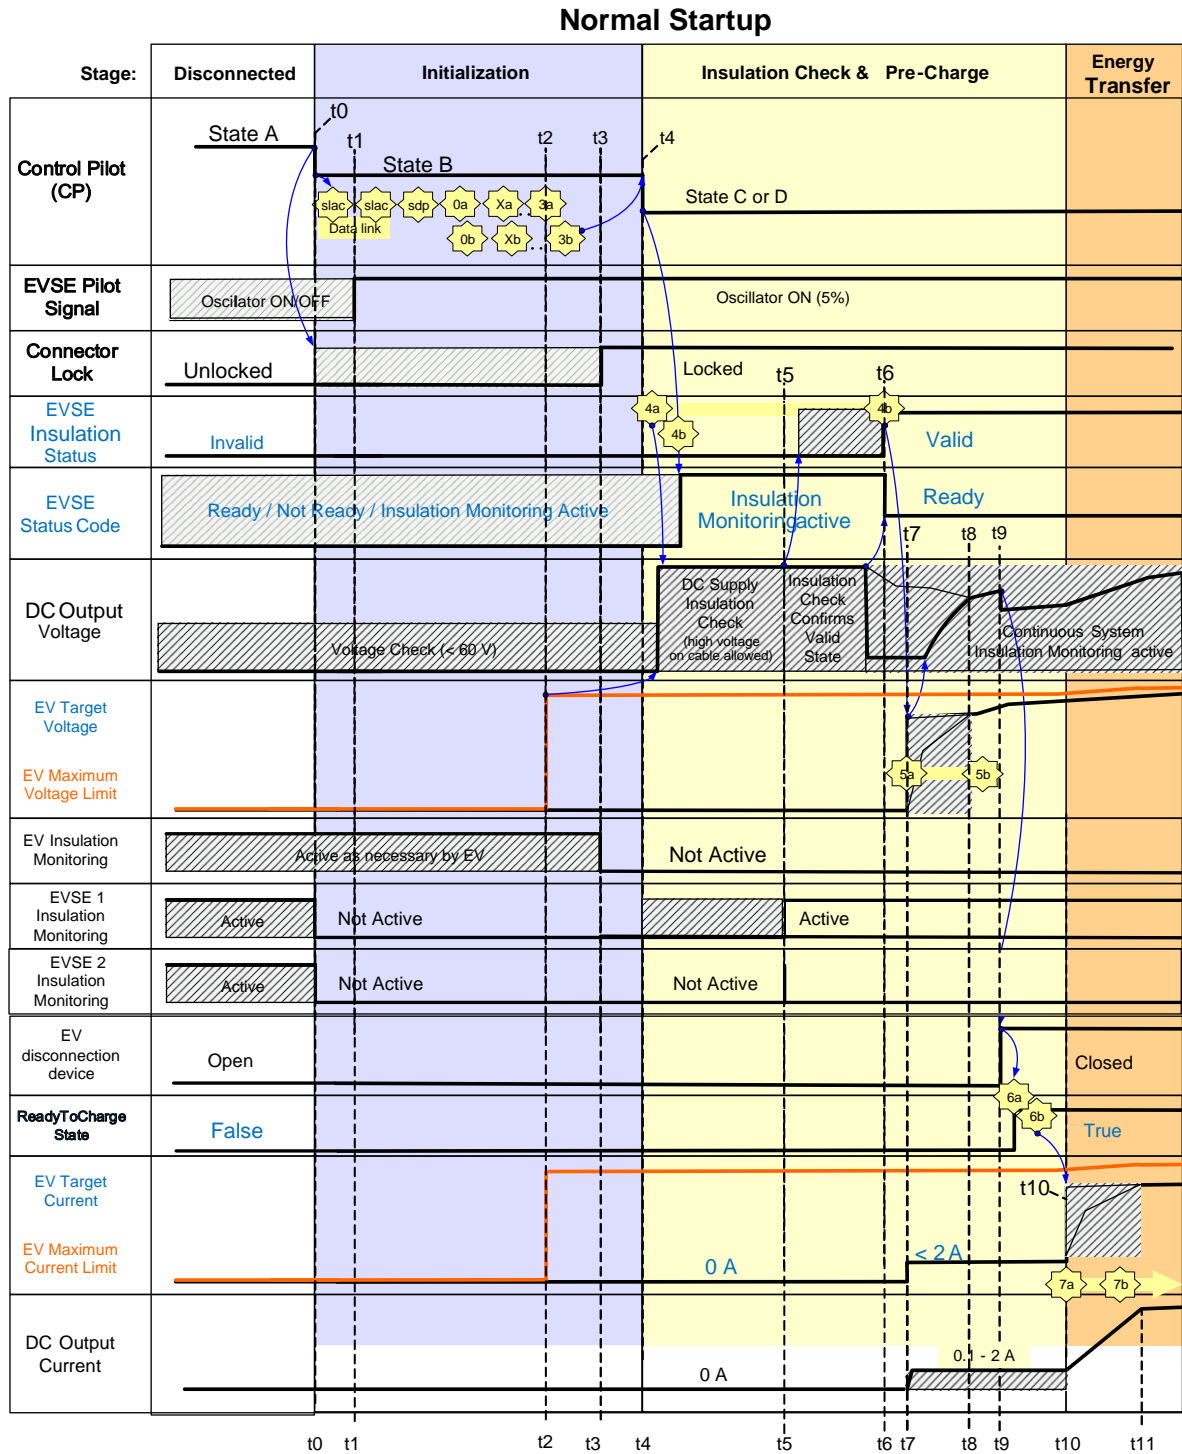 Normal Startup
Stage:
Disconnected
Initialization
Insulation Check & Pre-Charge
Energy
Transfer
Control Pilot
(CP)
State A
t0
t1
t2
t3
t4
State B
State C or D
slac
slac
sdp
0a
Xa
..
3a
Data link
0b
Xb
..
3b
EVSE Pilot
Signal
Oscilator ON/OFF
Oscillator ON (5%)
Connector
Lock
Unlocked
Locked
t5
t6
EVSE
Insulation
Status
Invalid
4a
4b
4b
Valid
EVSE
Status Code
Ready / Not Ready / Insulation Monitoring Active
Insulation
Monitoringactive
Ready
t7
t8
t9
DC Output
Voltage
Voltage Check (< 60 V)
DC Supply
Insulation
Check
(high voltage
on cable allowed)
Insulation
Check
Confirms
Valid
State
Continuous System
Insulation Monitoring active
EV Target
Voltage
EV Maximum
Voltage Limit
5a
5b
EV Insulation
Monitoring
Active as necessary by EV
Not Active
EVSE 1
Insulation
Monitoring
Active
Not Active
Active
EVSE 2
Insulation
Monitoring
Active
Not Active
Not Active
EV
disconnection
device
Open
Closed
6a
6b
ReadyToCharge
State
False
True
EV Target
Current
EV Maximum
Current Limit
t10
0 A
< 2 A
7a
7b
DC Output
Current
0 A
0.1 - 2 A
t0
t1
t2
t3
t4
t5
t6
t7
t8
t9
t10
t11